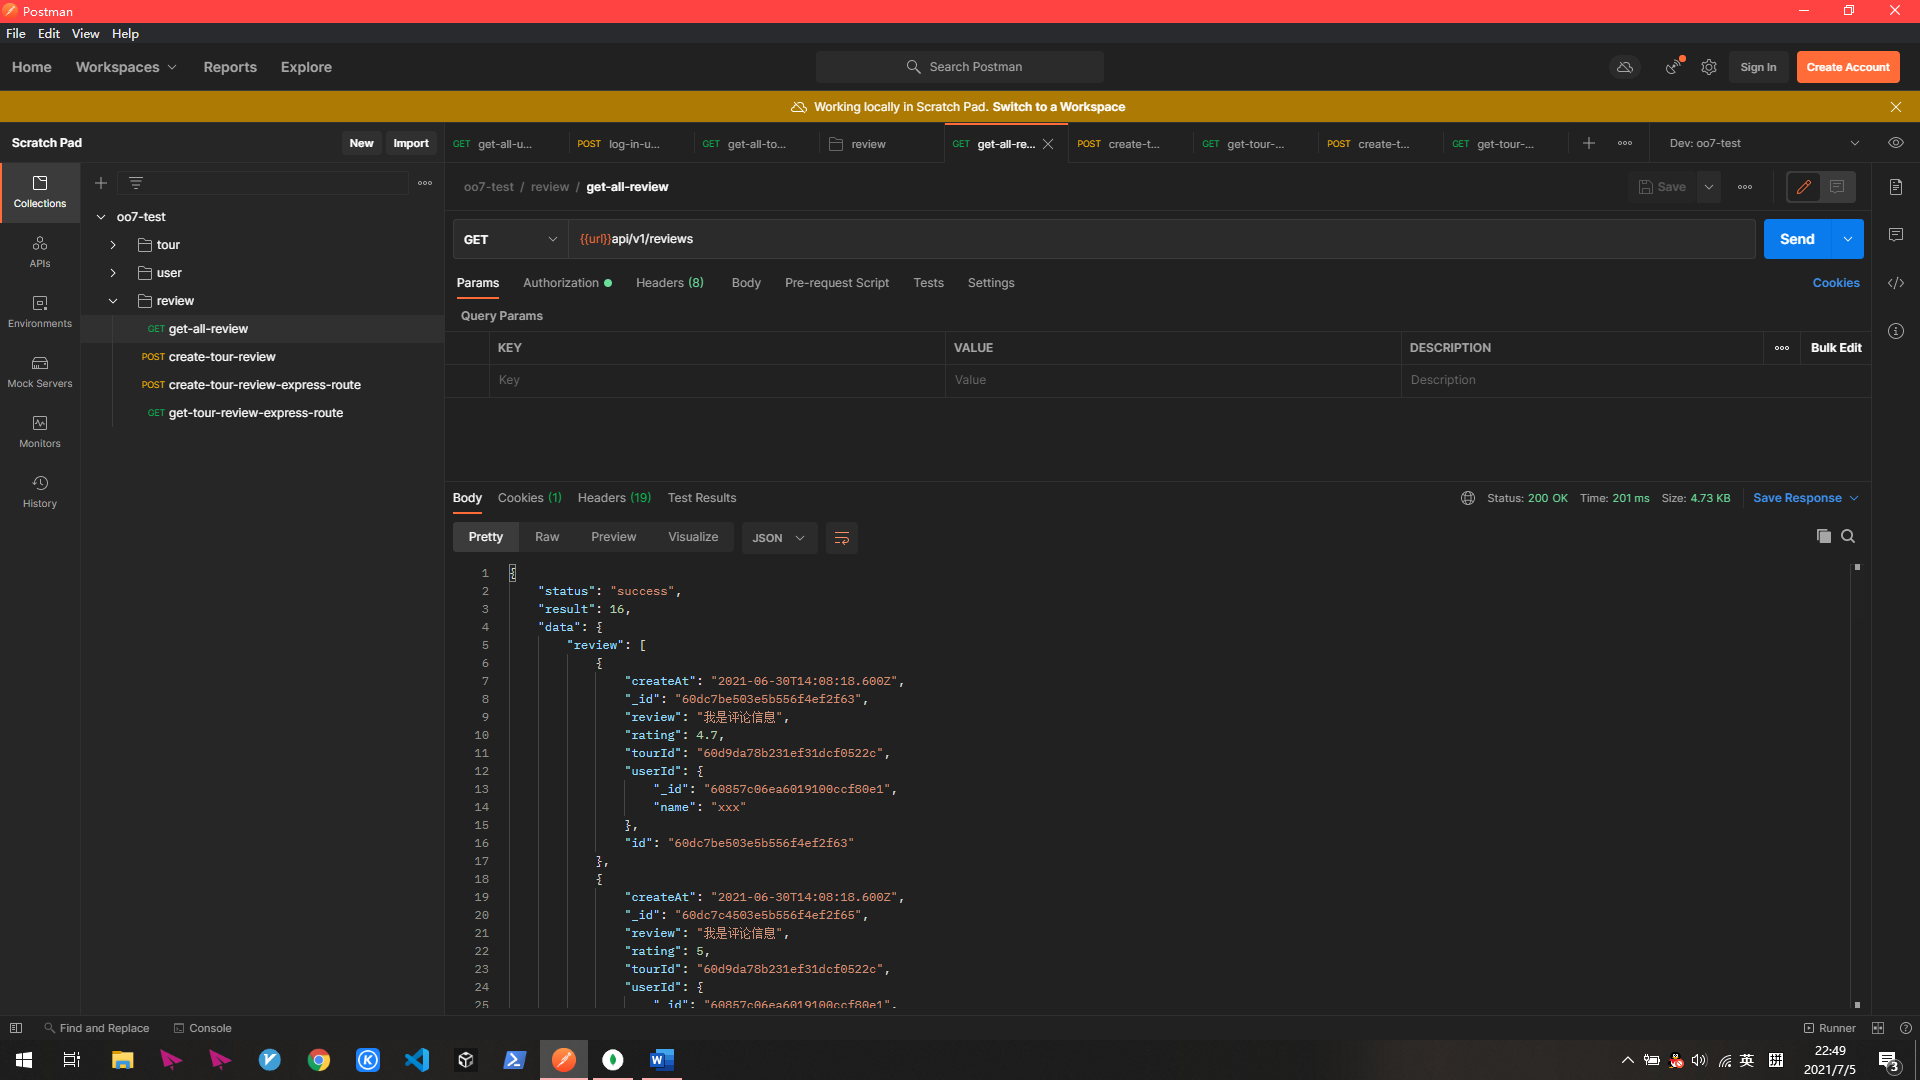 Postman
File Edit View Help
Home Workspaces Reports Explore
Search Postman
Sign In Create Account
Working locally in Scratch Pad. Switch to a Workspace
Scratch Pad New Import
GET get-all-u... POST log-in-u... GET get-all-to... review GET get-all-re... POST create-t... GET get-tour-... POST create-t... GET get-tour-... Dev: oo7-test
Collections
APIs
Environments
Mock Servers
Monitors
History
oo7-test
tour
user
review
GET get-all-review
POST create-tour-review
POST create-tour-review-express-route
GET get-tour-review-express-route
oo7-test / review / get-all-review
Save
GET {{url}}api/v1/reviews Send
Params Authorization Headers (8) Body Pre-request Script Tests Settings Cookies
Query Params
KEY VALUE DESCRIPTION Bulk Edit
Key Value Description
Body Cookies (1) Headers (19) Test Results Status: 200 OK Time: 201 ms Size: 4.73 KB Save Response
Pretty Raw Preview Visualize JSON
1 {
2 "status": "success",
3 "result": 16,
4 "data": {
5 "review": [
6 {
7 "createAt": "2021-06-30T14:08:18.600Z",
8 "_id": "60dc7be503e5b556f4ef2f63",
9 "review": "我是评论信息",
10 "rating": 4.7,
11 "tourId": "60d9da78b231ef31dcf0522c",
12 "userId": {
13 "_id": "60857c06ea6019100ccf80e1",
14 "name": "xxx"
15 },
16 "id": "60dc7be503e5b556f4ef2f63"
17 },
18 {
19 "createAt": "2021-06-30T14:08:18.600Z",
20 "_id": "60dc7c4503e5b556f4ef2f65",
21 "review": "我是评论信息",
22 "rating": 5,
23 "tourId": "60d9da78b231ef31dcf0522c",
24 "userId": {
25 "_id": "60857c06ea6019100ccf80e1",
Find and Replace Console Runner
英 拼
22:49
2021/7/5
3